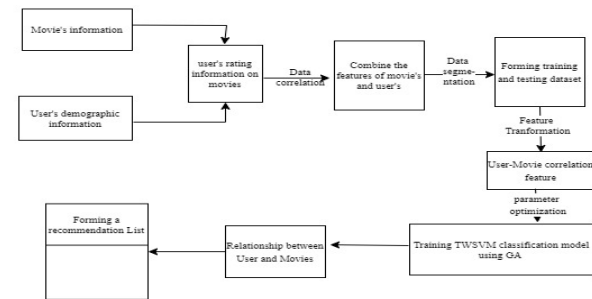 Movie's information
user's rating
information on
movies
User's demographic
information
Data
correlation
Combine the
features of movie's
and user's
Data
segme-
ntation
Forming training
and testing dataset
Feature
Tranformation
User-Movie correlation
feature
parameter
optimization
Training TWSVM classification model
using GA
Relationship between
User and Movies
Forming a
recommendation List